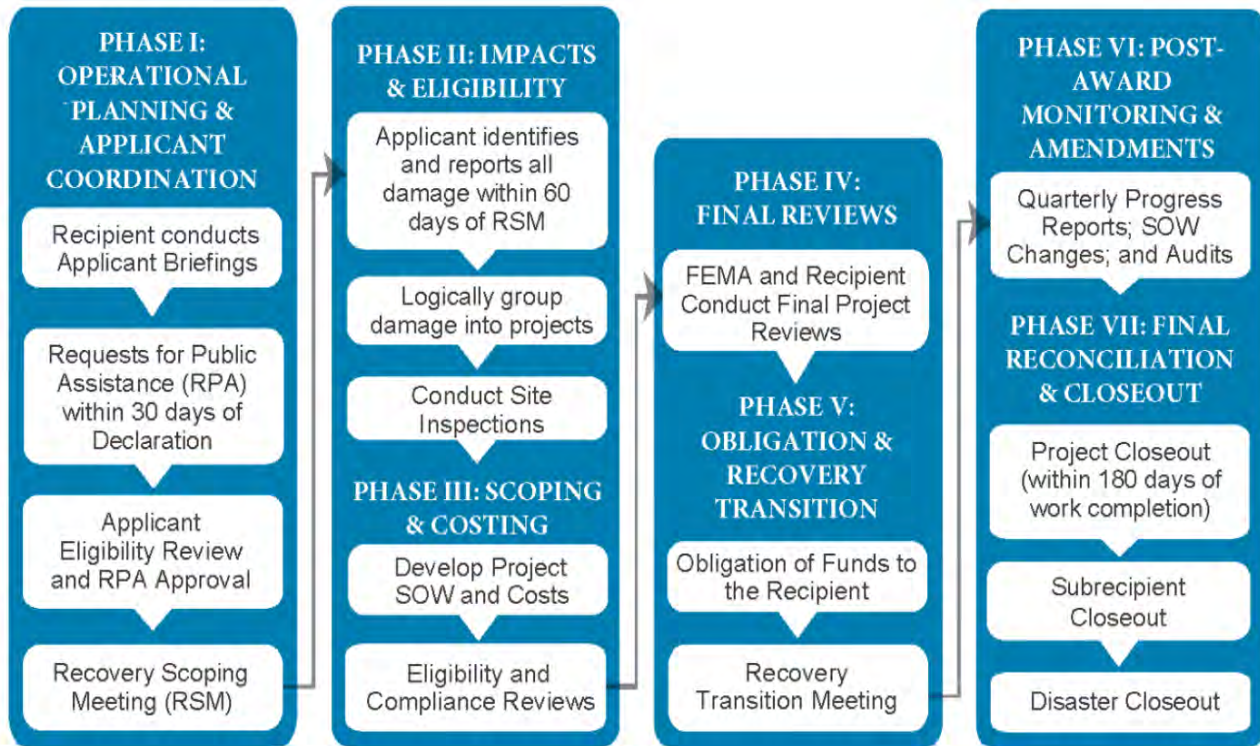 PHASE I:
OPERATIONAL
PLANNING &
APPLICANT
COORDINATION
Recipient conducts
Applicant Briefings
Requests for Public
Assistance (RPA)
within 30 days of
Declaration
Applicant
Eligibility Review
and RPA Approval
Recovery Scoping
Meeting (RSM)
PHASE II: IMPACTS
& ELIGIBILITY
Applicant identifies
and reports all
damage within 60
days of RSM
Logically group
damage into projects
Conduct Site
Inspections
PHASE III: SCOPING
& COSTING
Develop Project
SOW and Costs
Eligibility and
Compliance Reviews
PHASE IV:
FINAL REVIEWS
FEMA and Recipient
Conduct Final Project
Reviews
PHASE V:
OBLIGATION &
RECOVERY
TRANSITION
Obligation of Funds to
the Recipient
Recovery
Transition Meeting
PHASE VI: POST-
AWARD
MONITORING &
AMENDMENTS
Quarterly Progress
Reports; SOW
Changes; and Audits
PHASE VII: FINAL
RECONCILIATION
& CLOSEOUT
Project Closeout
(within 180 days of
work completion)
Subrecipient
Closeout
Disaster Closeout